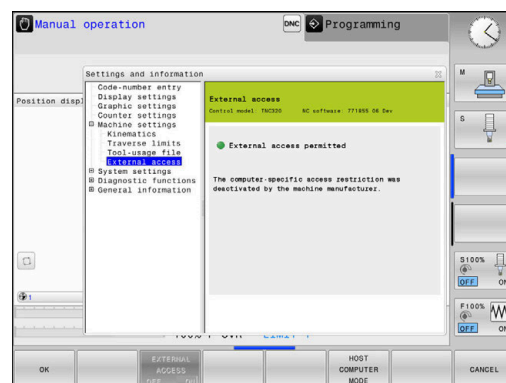 Manual operation
DNC
Programming
Settings and information
Position displ
Code-number entry
Display settings
Graphic settings
Counter settings
Machine settings
Kinematics
Traverse limits
Tool-usage file
External access
System settings
Diagnostic functions
General information
External access
Control model: TNC320 NC software: 771855 06 Dev
External access permitted
The computer-specific access restriction was
deactivated by the machine manufacturer.
M
S
S100%
OFF
ON
F100%
OFF
ON
1
OK
EXTERNAL
ACCESS
OFF
HOST
COMPUTER
MODE
CANCEL